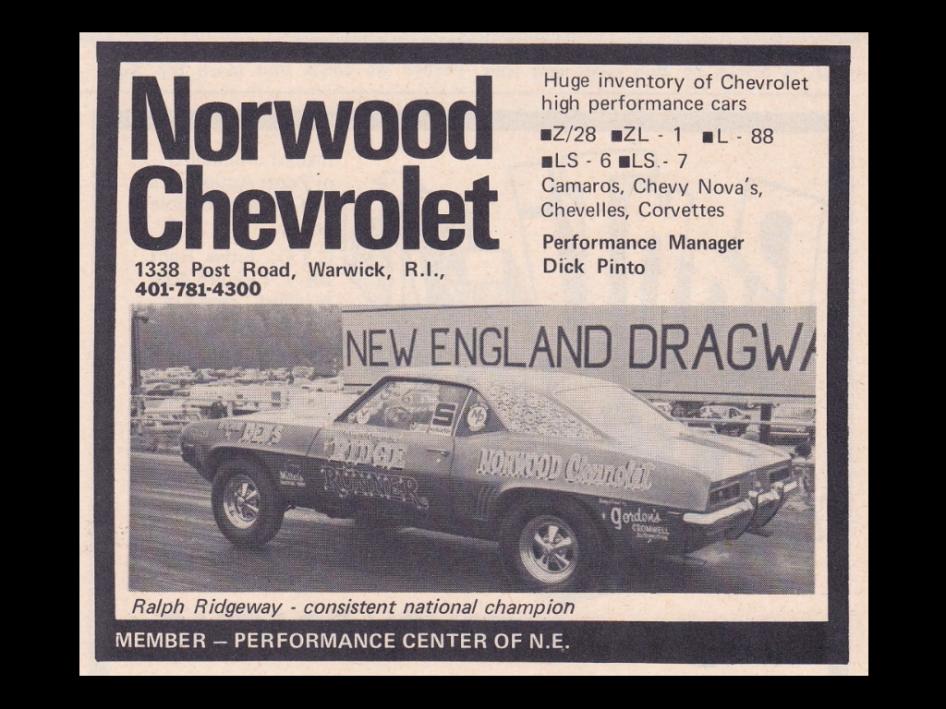 Norwood
Chevrolet
1338 Post Road, Warwick, R.I.,
401-781-4300
Huge inventory of Chevrolet
high performance cars
■Z/28 ■ZL - 1 ■L - 88
■LS - 6 ■LS - 7
Camaros, Chevy Nova's,
Chevelles, Corvettes
Performance Manager
Dick Pinto
NEW ENGLAND DRAGWA
S
RIDGE
RUNNER
NORWOOD Chevrolet
gordon's
CROMWELL
Ralph Ridgeway - consistent national champion
MEMBER — PERFORMANCE CENTER OF N.E.